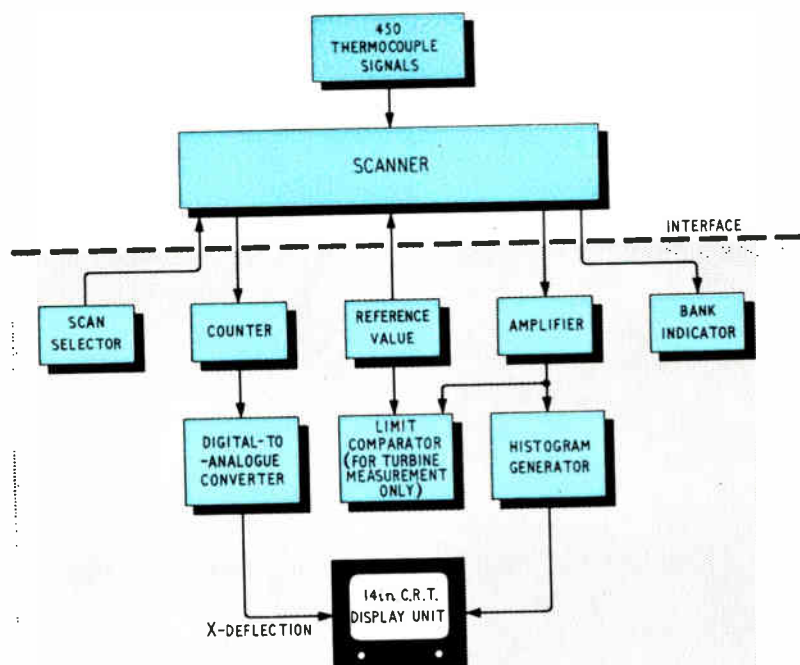 450
THERMOCOUPLE
SIGNALS
SCANNER
INTERFACE
SCAN
SELECTOR
COUNTER
REFERENCE
VALUE
AMPLIFIER
BANK
INDICATOR
DIGITAL-TO
-ANALOGUE
CONVERTER
LIMIT
COMPARATOR
(FOR TURBINE
MEASUREMENT
ONLY)
HISTOGRAM
GENERATOR
X-DEFLECTION
14in C.R.T.
DISPLAY UNIT